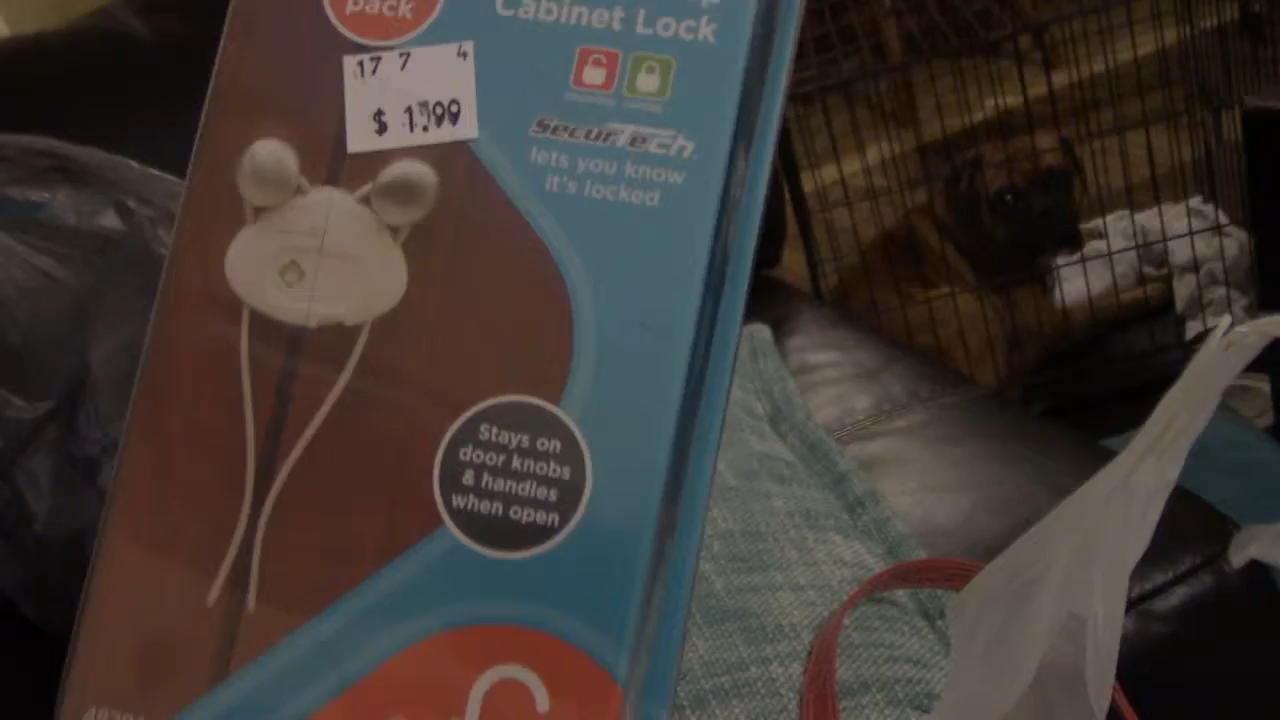 pack
Cabinet Lock
17 7 4
$ 1.99
SecurTech
lets you know
it's locked
Stays on
door knobs
& handles
when open